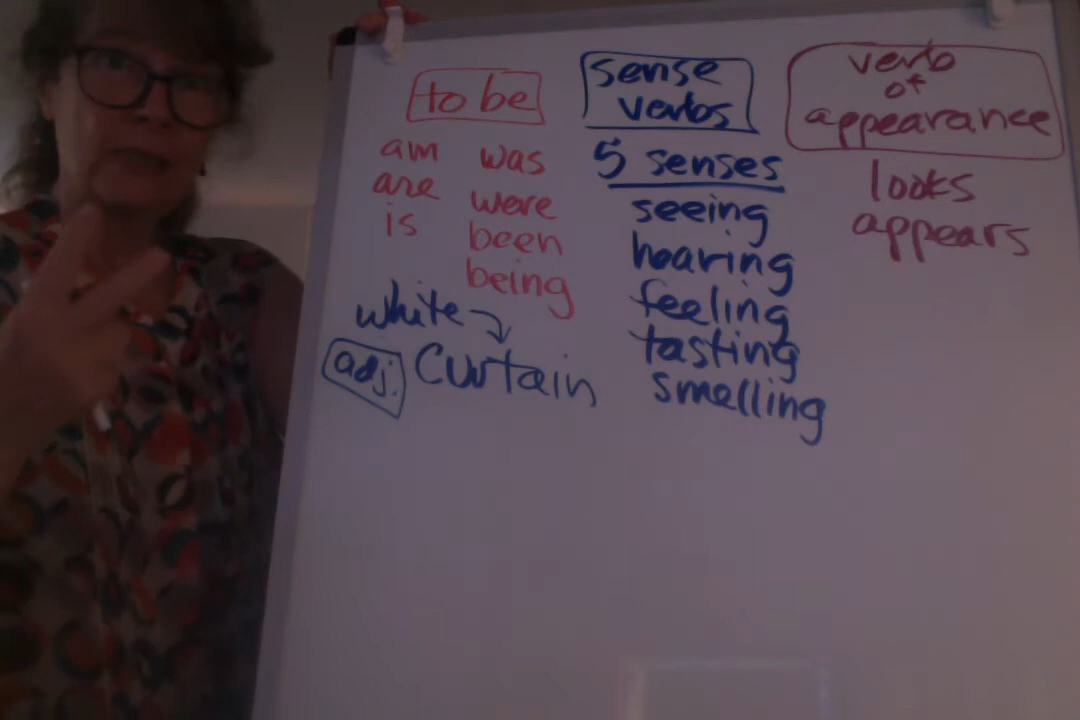 to be
am was
are were
is been
being
white
adj. Curtain
sense
verbs
5 senses
seeing
hearing
feeling
tasting
smelling
verb
of
appearance
looks
appears